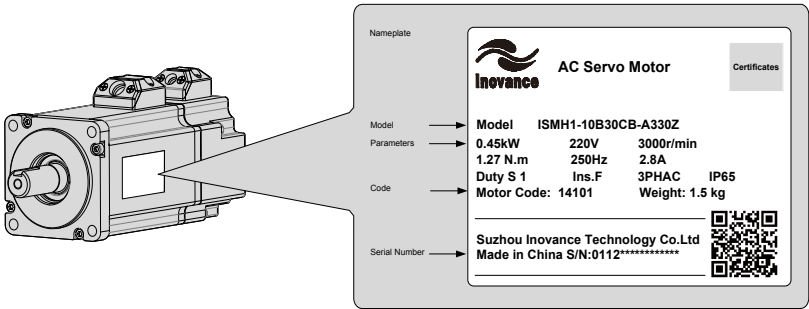 Nameplate
Inovance
AC Servo Motor
Certificates
Model
Model ISMH1-10B30CB-A330Z
Parameters
0.45kW 220V 3000r/min
1.27 N.m 250Hz 2.8A
Duty S 1 Ins.F 3PHAC IP65
Code
Motor Code: 14101 Weight: 1.5 kg
Suzhou Inovance Technology Co.Ltd
Serial Number
Made in China S/N:0112************